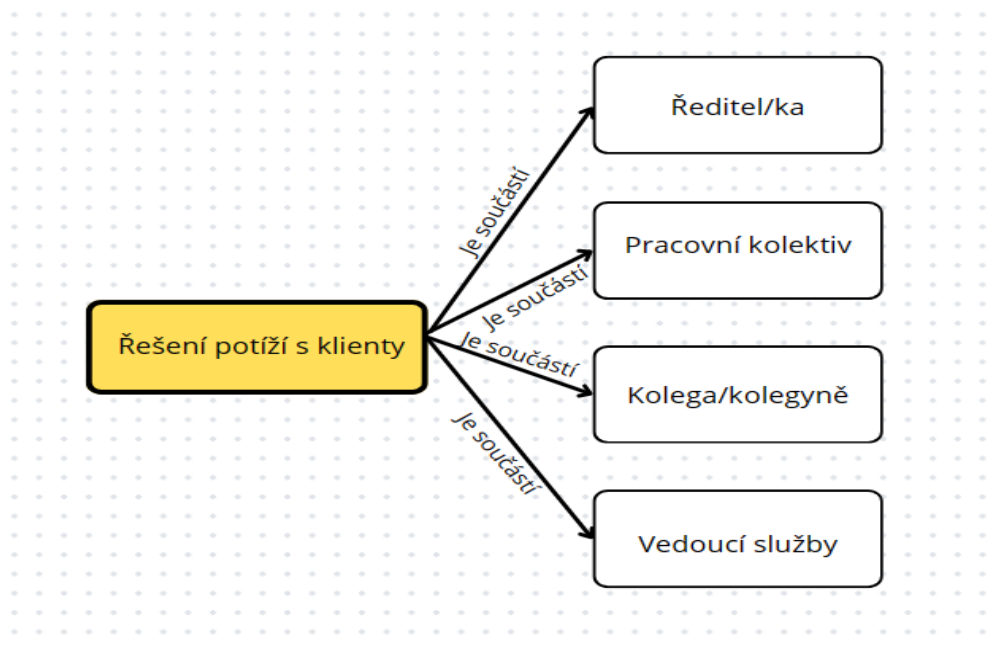 Ředitel/ka
Je součástí
Pracovní kolektiv
Je součástí
Řešení potíží s klienty
Je součástí
Kolega/kolegyně
Je součástí
Vedoucí služby